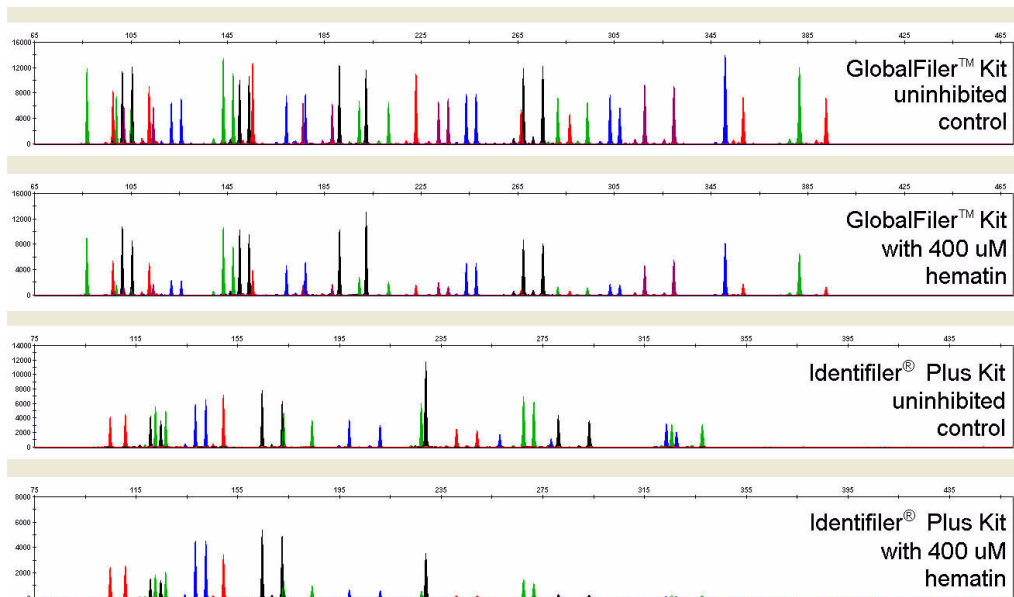 65 105 145 185 225 265 305 345 385 425 465
16000
12000
8000
4000
0
GlobalFiler™ Kit
uninhibited
control
65 105 145 185 225 265 305 345 385 425 465
16000
12000
8000
4000
0
GlobalFiler™ Kit
with 400 uM
hematin
75 115 155 195 235 275 315 355 395 435
14000
12000
10000
8000
6000
4000
2000
0
Identifiler® Plus Kit
uninhibited
control
75 115 155 195 235 275 315 355 395 435
8000
6000
4000
2000
0
Identifiler® Plus Kit
with 400 uM
hematin